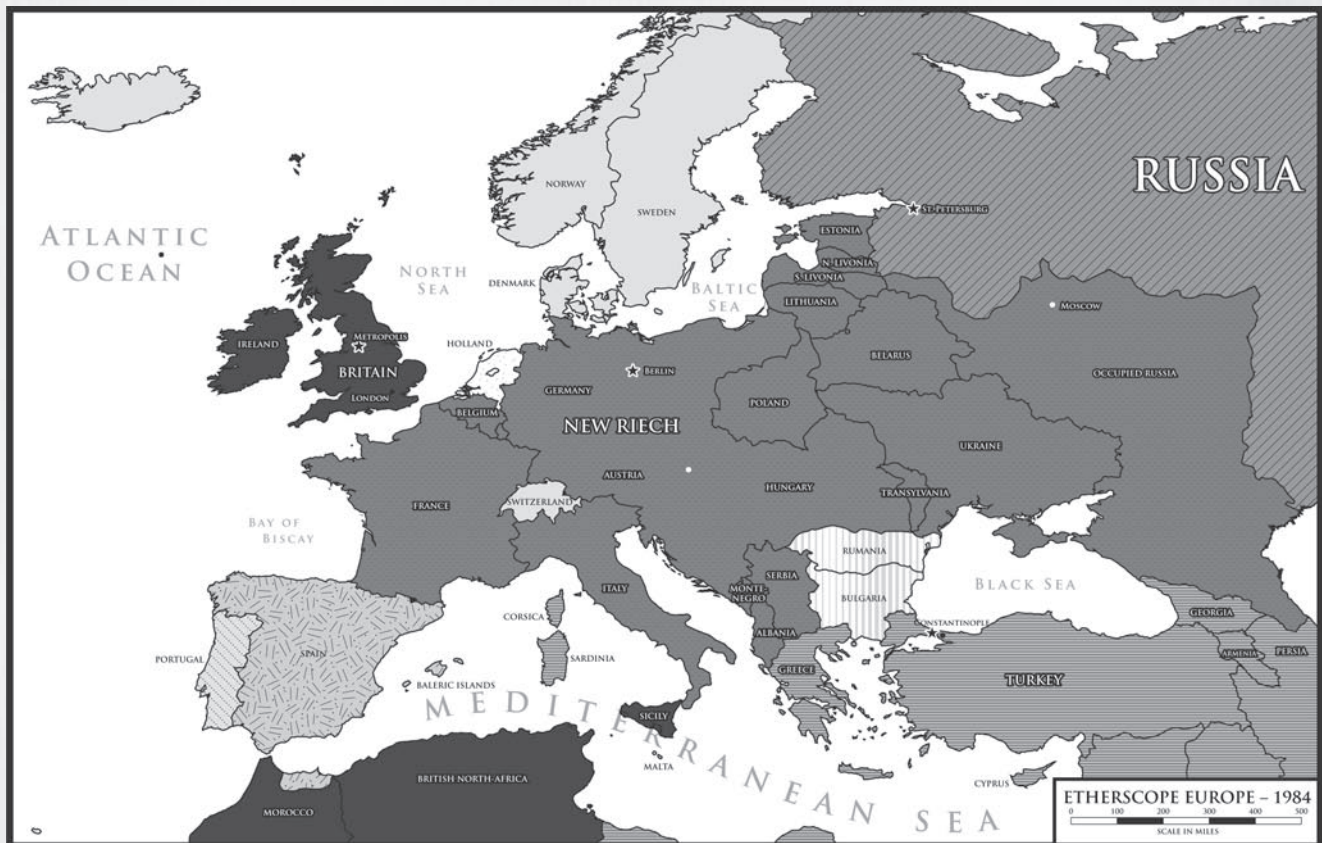 RUSSIA
ATLANTIC
OCEAN
NORWAY
SWEDEN
ST-PETERSBURG
ESTONIA
NORTH
SEA
N-LIVONIA
S-LIVONIA
BALTIC
SEA
DENMARK
LITHUANIA
MOSCOW
METROPOLIS
HOLLAND
IRELAND
BRITAIN
BELARUS
BERLIN
OCCUPIED RUSSIA
GERMANY
LONDON
POLAND
BELGIUM
NEW RIECH
UKRAINE
AUSTRIA
HUNGARY
TRANSYLVANIA
SWITZERLAND
FRANCE
BAY OF
BISCAY
RUMANIA
SERBIA
BLACK SEA
ITALY
MONTE-
NEGRO
BULGARIA
GEORGIA
CORSICA
CONSTANTINOPLE
ALBANIA
PORTUGAL
SPAIN
SARDINIA
ARMENIA
PERSIA
GREECE
TURKEY
BALERIC ISLANDS
MEDITERRANEAN SEA
SICILY
MALTA
CYPRUS
BRITISH NORTH-AFRICA
MOROCCO
ETHERSCOPE EUROPE – 1984
0 100 200 300 400 500
SCALE IN MILES